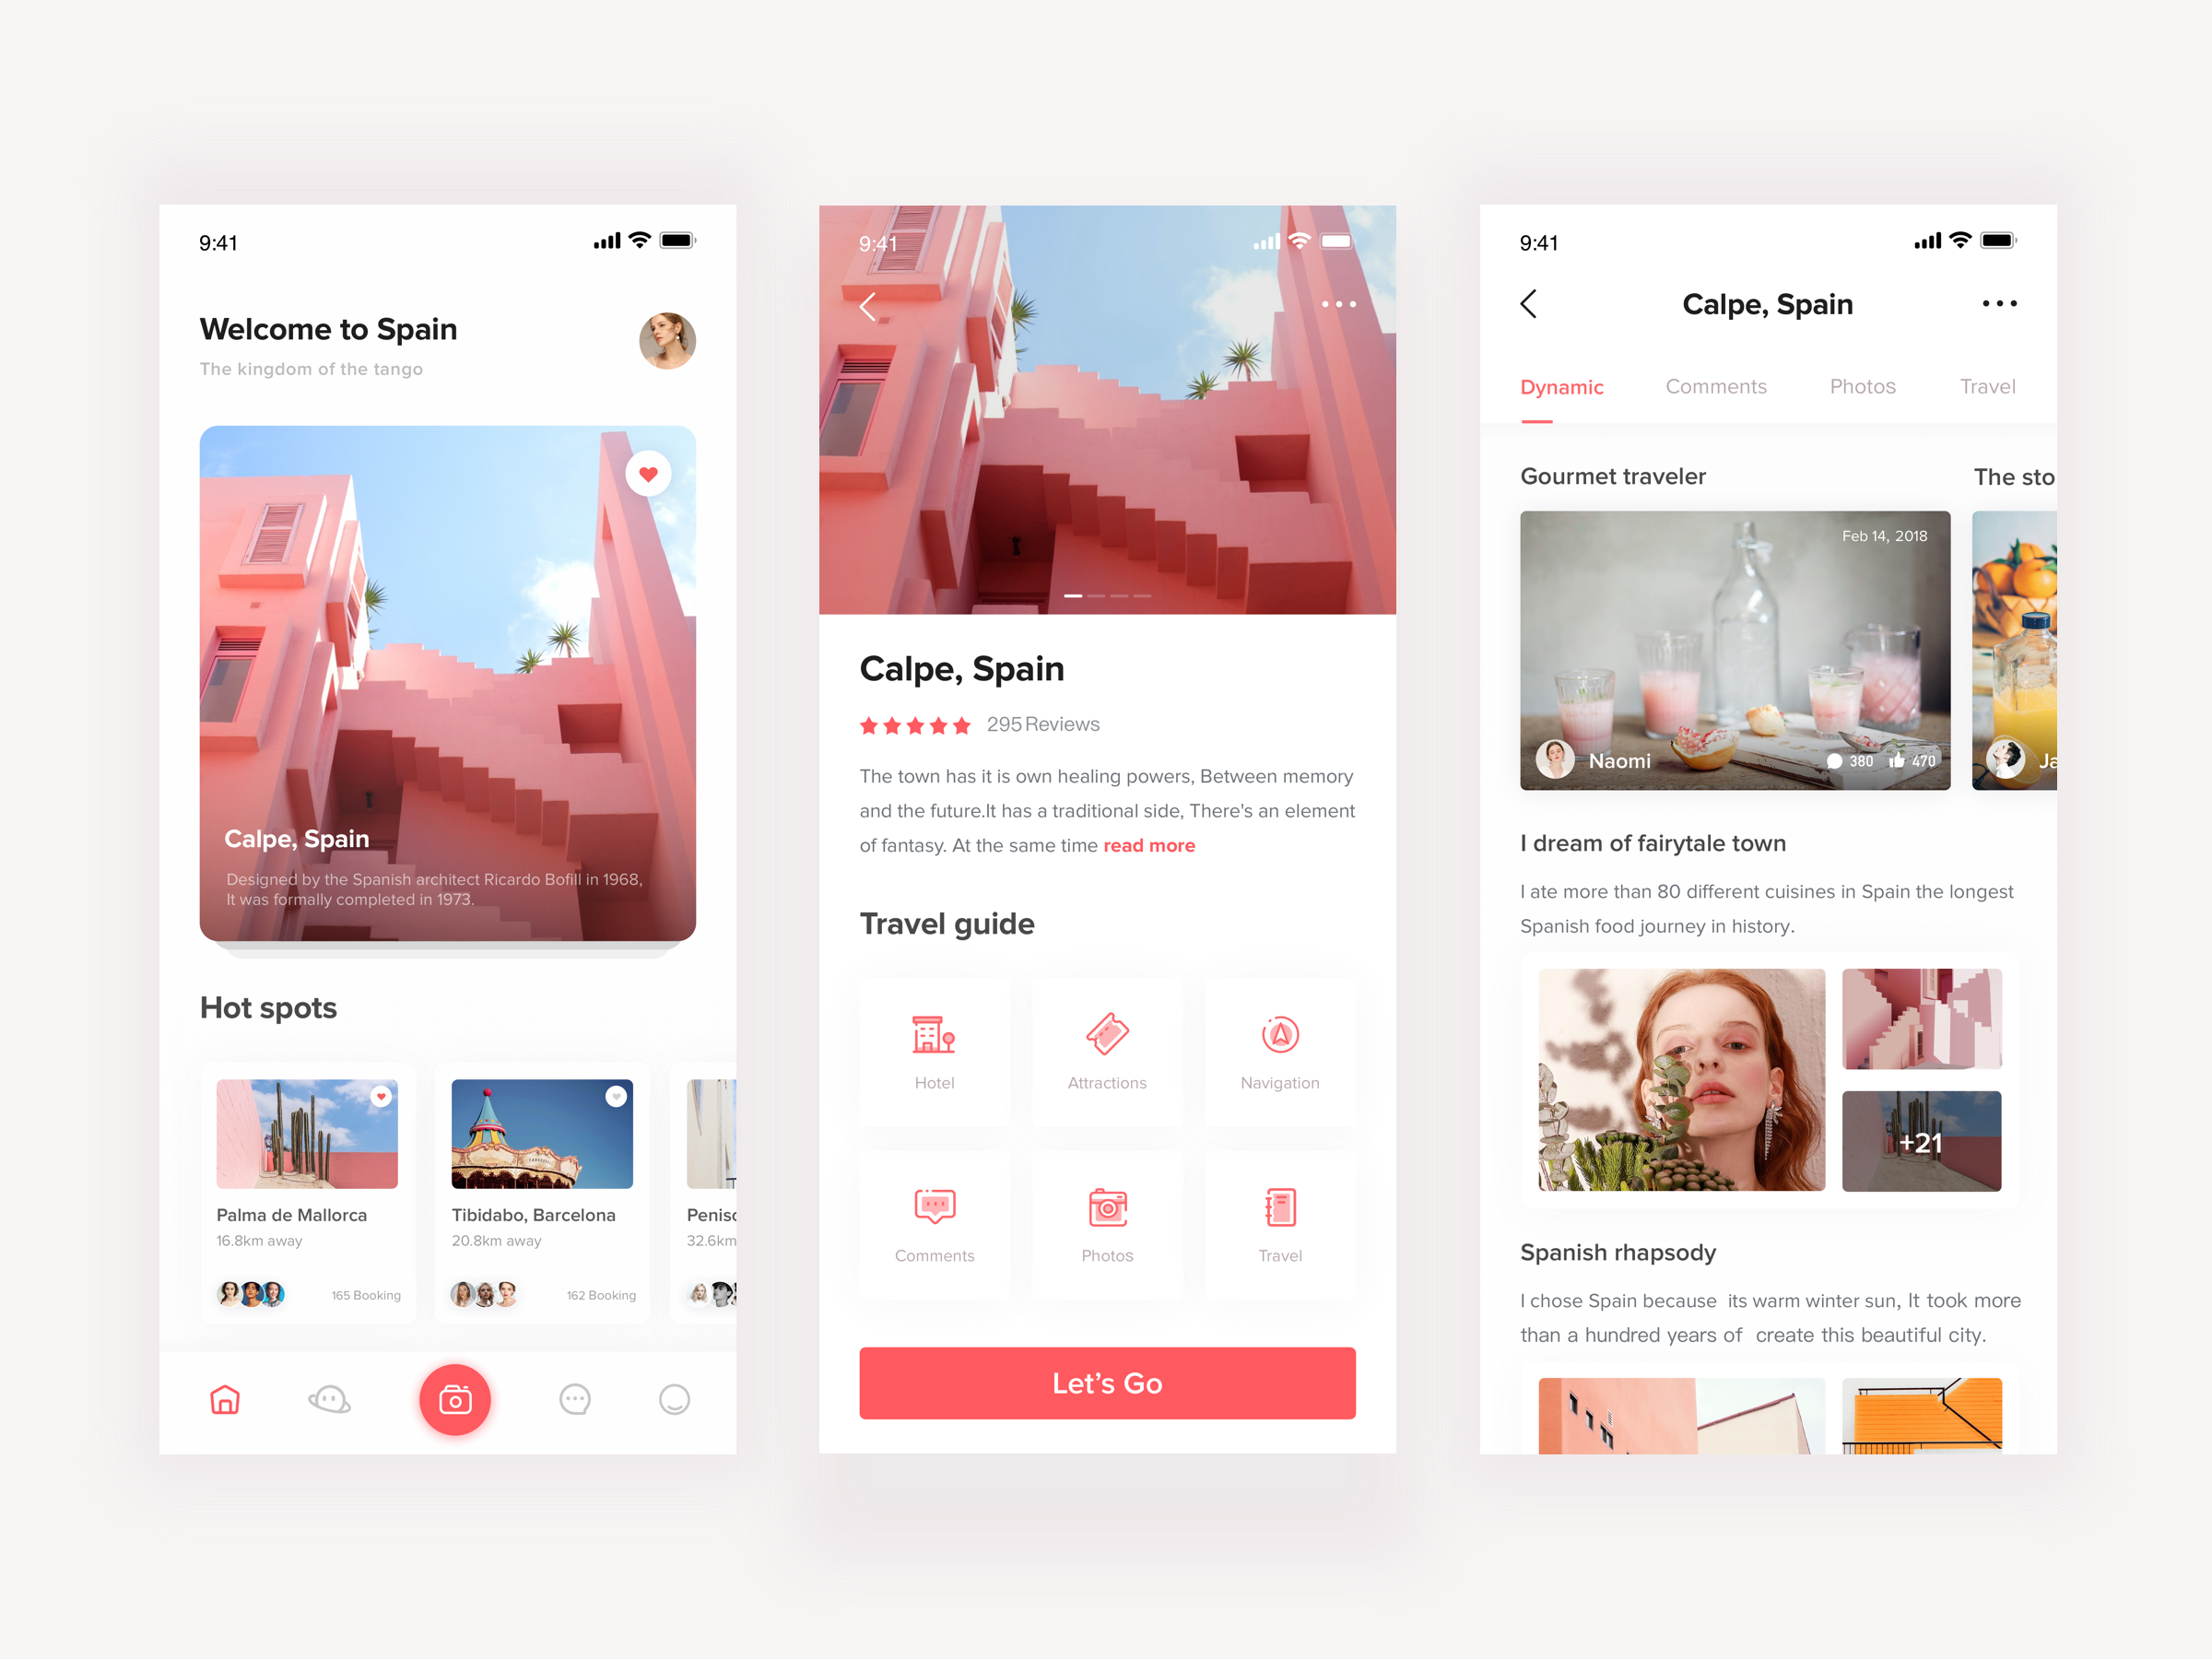 9:41
Welcome to Spain
The kingdom of the tango
Calpe, Spain
Designed by the Spanish architect Ricardo Bofill in 1968,
It was formally completed in 1973.
Hot spots
Palma de Mallorca
16.8km away
165 Booking
Tibidabo, Barcelona
20.8km away
162 Booking
Penisc
32.6km
9:41
Calpe, Spain
295 Reviews
The town has it is own healing powers, Between memory
and the future.It has a traditional side, There's an element
of fantasy. At the same time read more
Travel guide
Hotel
Attractions
Navigation
Comments
Photos
Travel
Let’s Go
9:41
Calpe, Spain
Dynamic
Comments
Photos
Travel
Gourmet traveler
The sto
Feb 14, 2018
Naomi
380
470
Ja
I dream of fairytale town
I ate more than 80 different cuisines in Spain the longest
Spanish food journey in history.
+21
Spanish rhapsody
I chose Spain because  its warm winter sun, It took more
than a hundred years of  create this beautiful city.